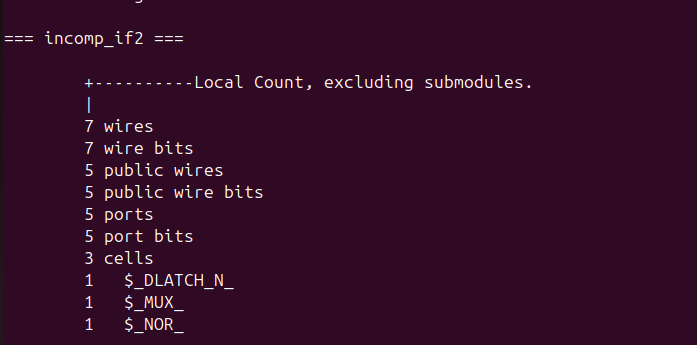 === incomp_if2 ===
+----------Local Count, excluding submodules.
|
7 wires
7 wire bits
5 public wires
5 public wire bits
5 ports
5 port bits
3 cells
1   $_DLATCH_N_
1   $_MUX_
1   $_NOR_